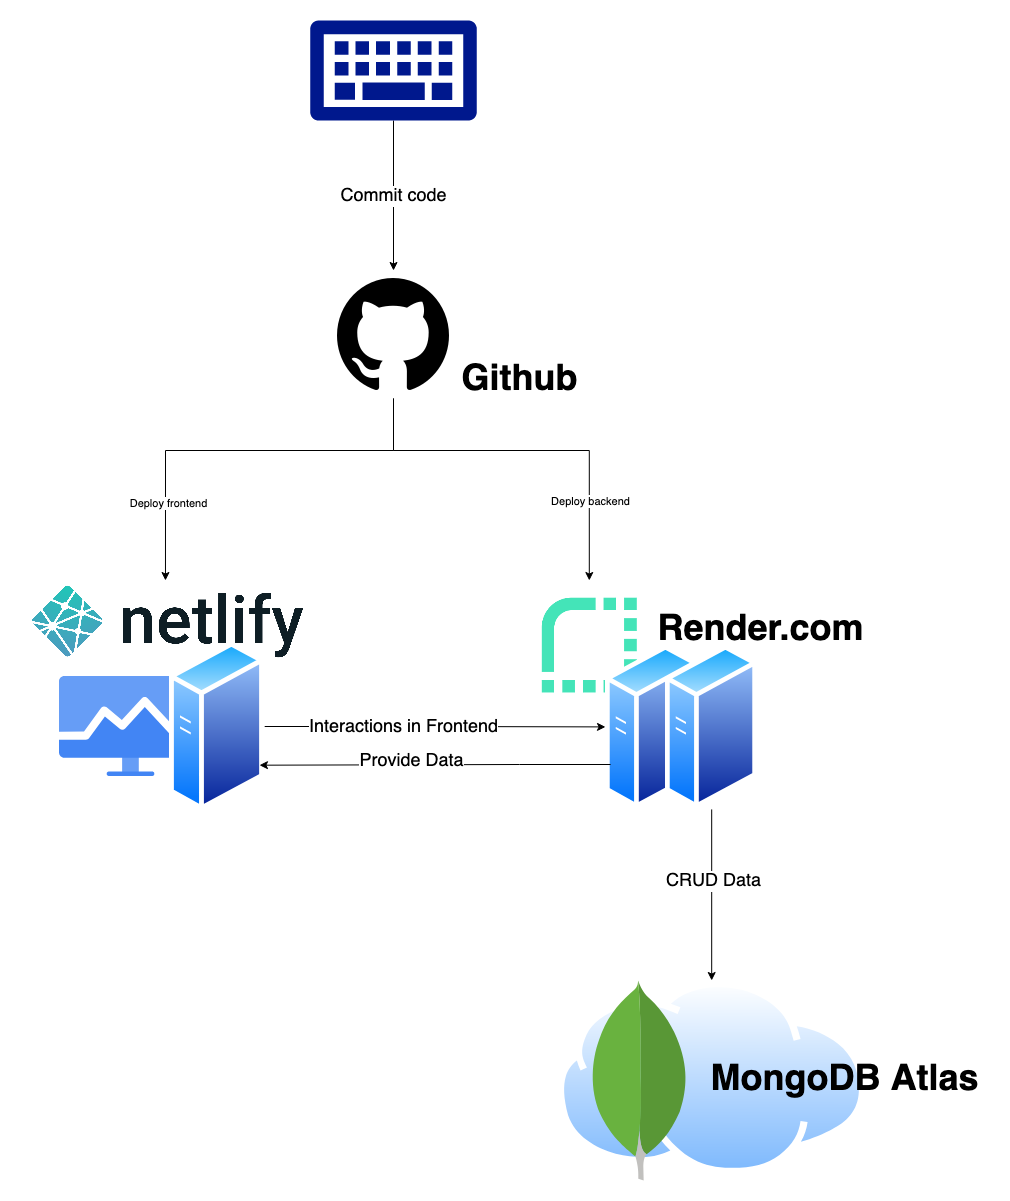 Commit code
Github
Deploy frontend
Deploy backend
netlify
Render.com
Interactions in Frontend
Provide Data
CRUD Data
MongoDB Atlas